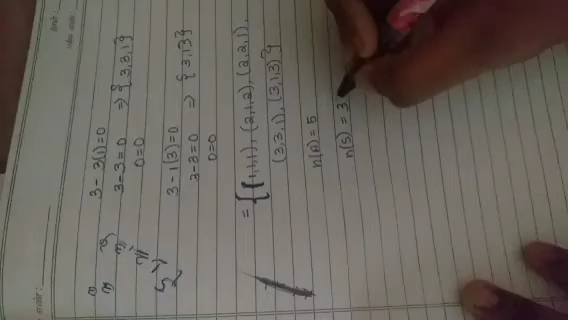 3 - 3(1) = 0
3 - 3 = 0 ⇒ {3,3,1}
0 = 0
3 - 1(3) = 0
3 - 3 = 0 ⇒ {3,1,3}
0 = 0
= {(1,1,1), (2,1,2), (2,2,1),
(3,3,1), (3,1,3)}
n(A) = 5
n(S) = 3